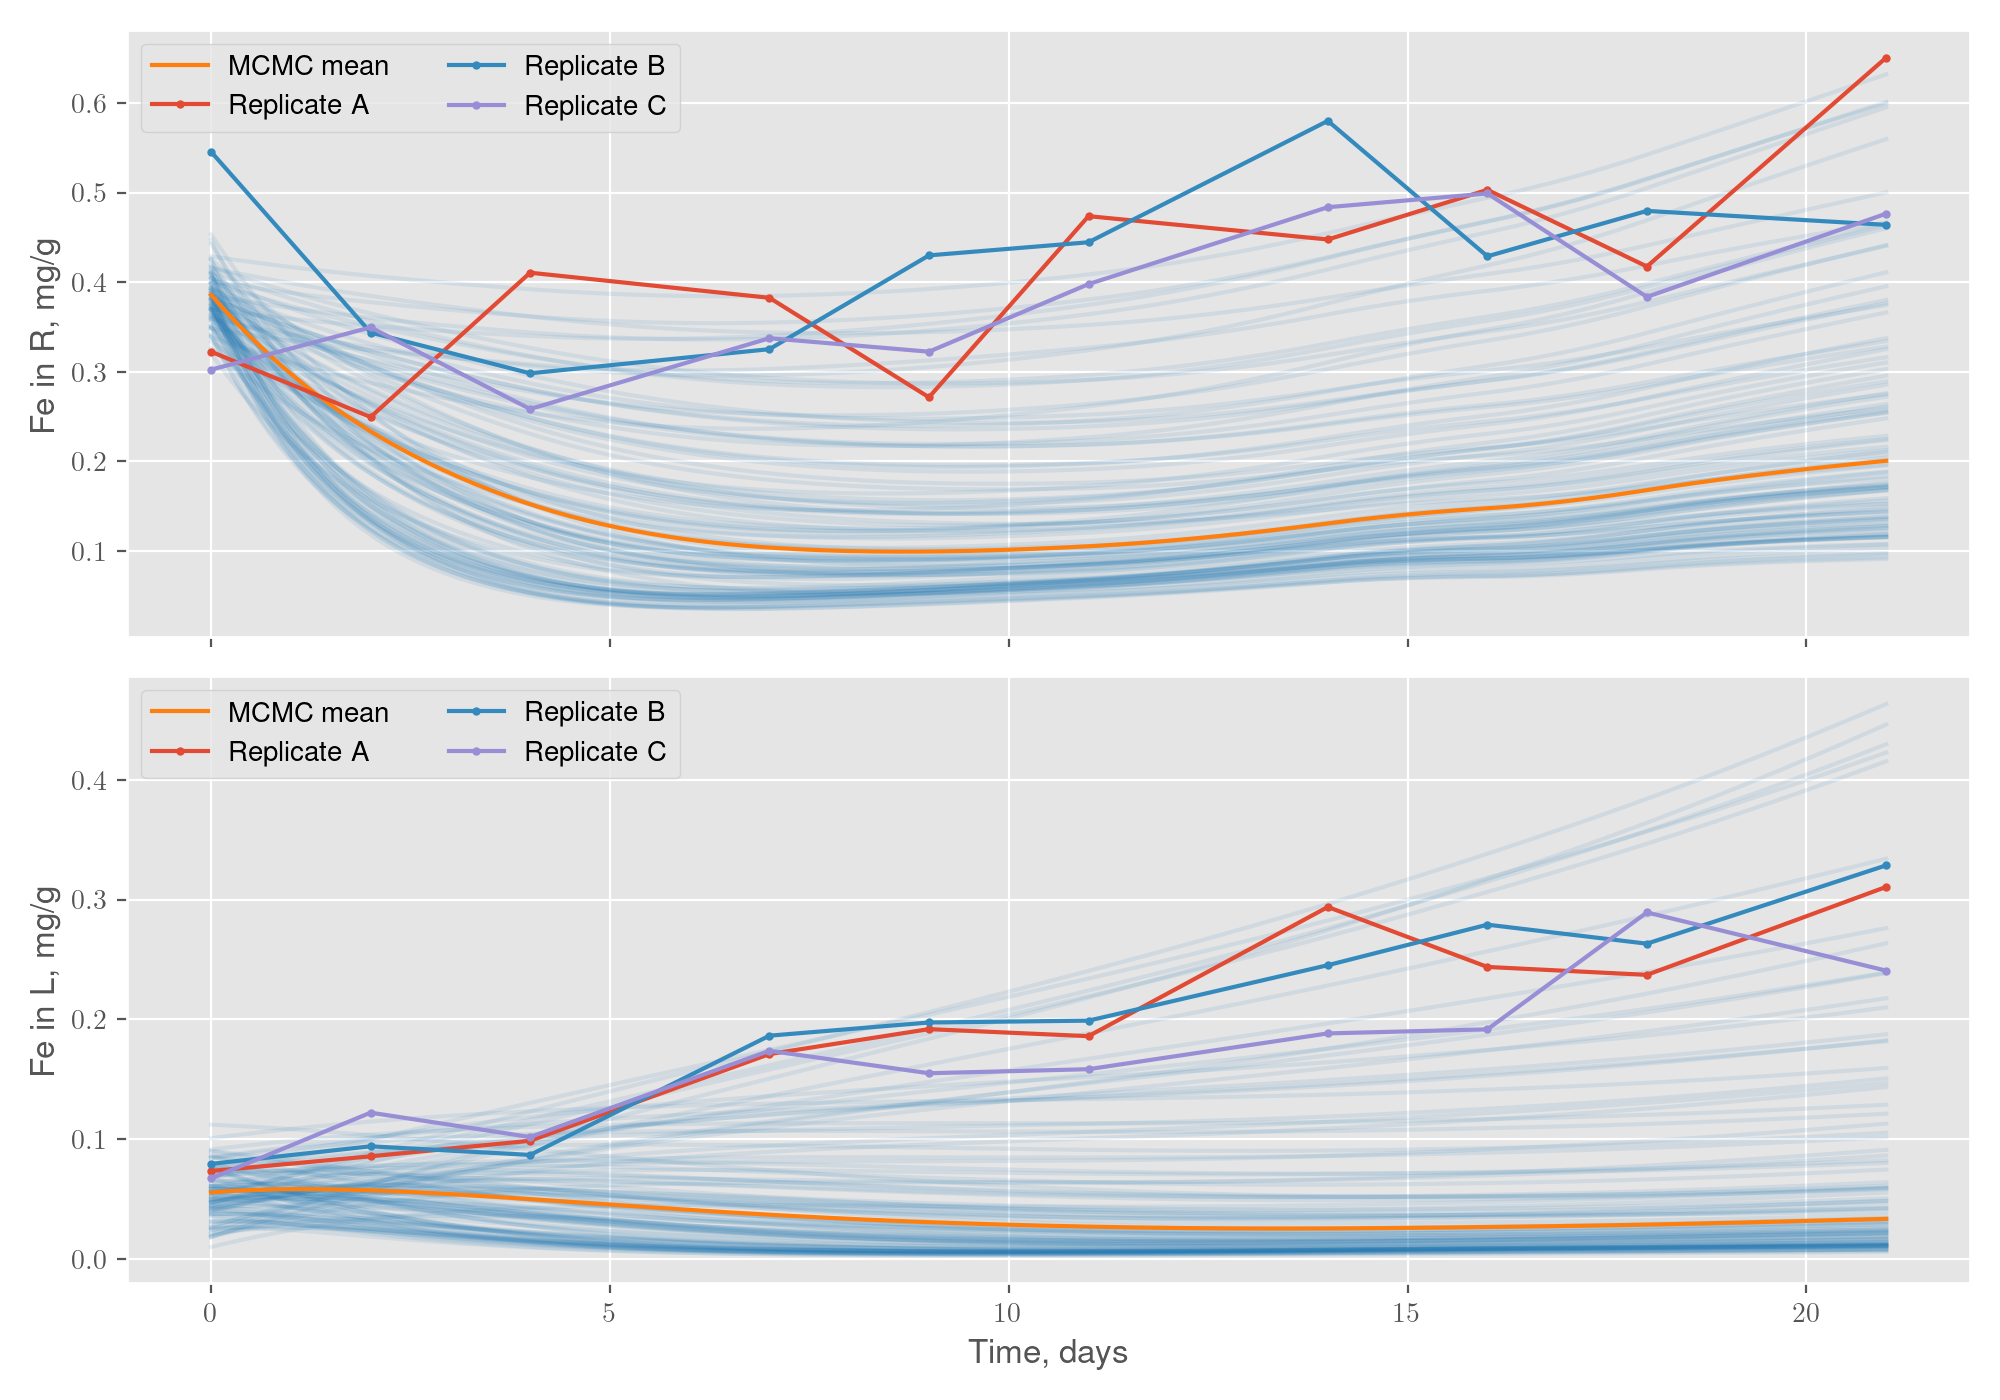 MCMC mean
Replicate A
Replicate B
Replicate C
Fe in R, mg/g
0.6
0.5
0.4
0.3
0.2
0.1
MCMC mean
Replicate A
Replicate B
Replicate C
Fe in L, mg/g
0.4
0.3
0.2
0.1
0.0
0 5 10 15 20
Time, days